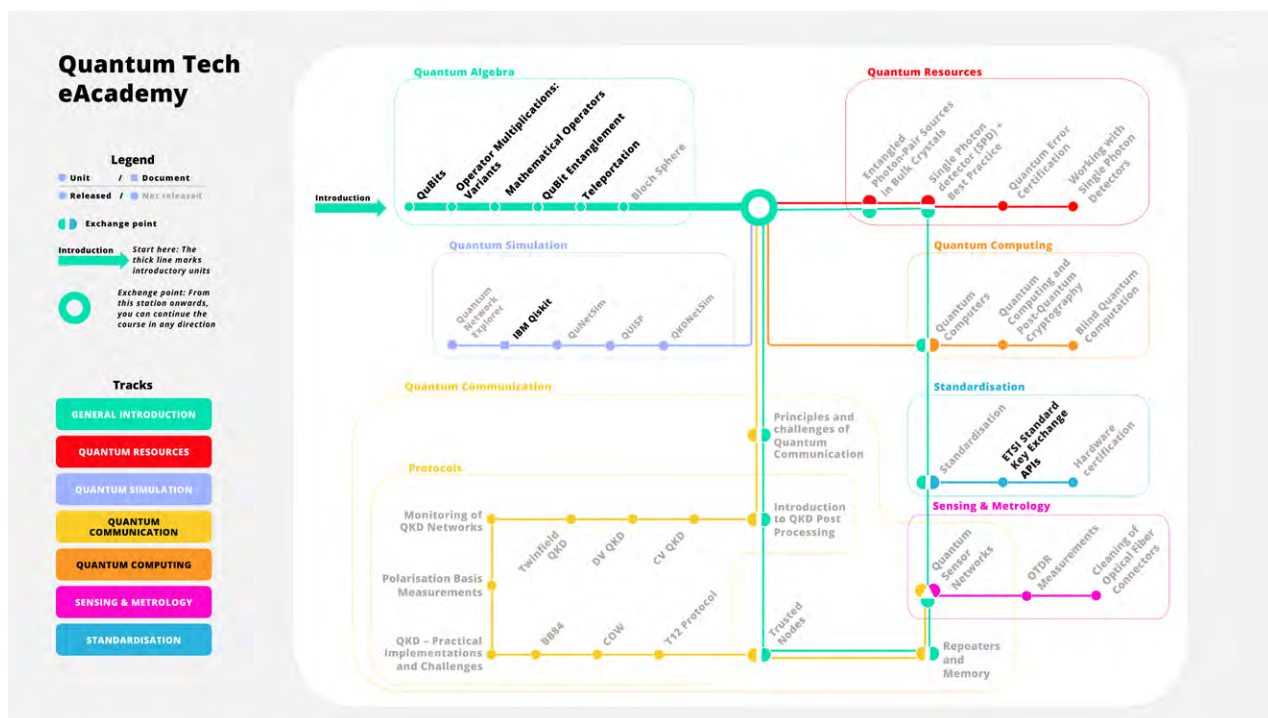 Quantum Tech
eAcademy
Legend
Unit / Document
Released / Not released
Exchange point
Introduction
Start here: The
thick line marks
introductory units
Exchange point: From
this station onwards,
you can continue the
course in any direction
Tracks
GENERAL INTRODUCTION
QUANTUM RESOURCES
QUANTUM SIMULATION
QUANTUM
COMMUNICATION
QUANTUM COMPUTING
SENSING & METROLOGY
STANDARDISATION
Introduction
Quantum Algebra
QuBits
Operator Multiplications:
Variants
Mathematical Operators
QuBit Entanglement
Teleportation
Bloch Sphere
Quantum Resources
Entangled
Photon-Pair Sources
in Bulk Crystals
Single Photon
detector (SPD) +
Best Practice
Quantum Error
Certification
Working with
Single Photon
Detectors
Quantum Simulation
Quantum
Network
Explorer
IBM Qiskit
QuNetSim
QUISP
QKDNetSim
Quantum Computing
Quantum
Computers
Quantum
Computing and
Post-Quantum
Cryptography
Blind Quantum
Computation
Quantum Communication
Principles and
challenges of
Quantum
Communication
Protocols
Monitoring of
QKD Networks
Twinfield
QKD
DV QKD
CV QKD
Introduction
to QKD Post
Processing
Polarisation Basis
Measurements
QKD – Practical
Implementations
and Challenges
BB84
COW
T12 Protocol
Trusted
Nodes
Repeaters
and
Memory
Standardisation
Standardisation
ETSI Standard
Key Exchange
APIs
Hardware
certification
Sensing & Metrology
Quantum
Sensor
Networks
OTDR
Measurements
Cleaning of
Optical Fiber
Connectors